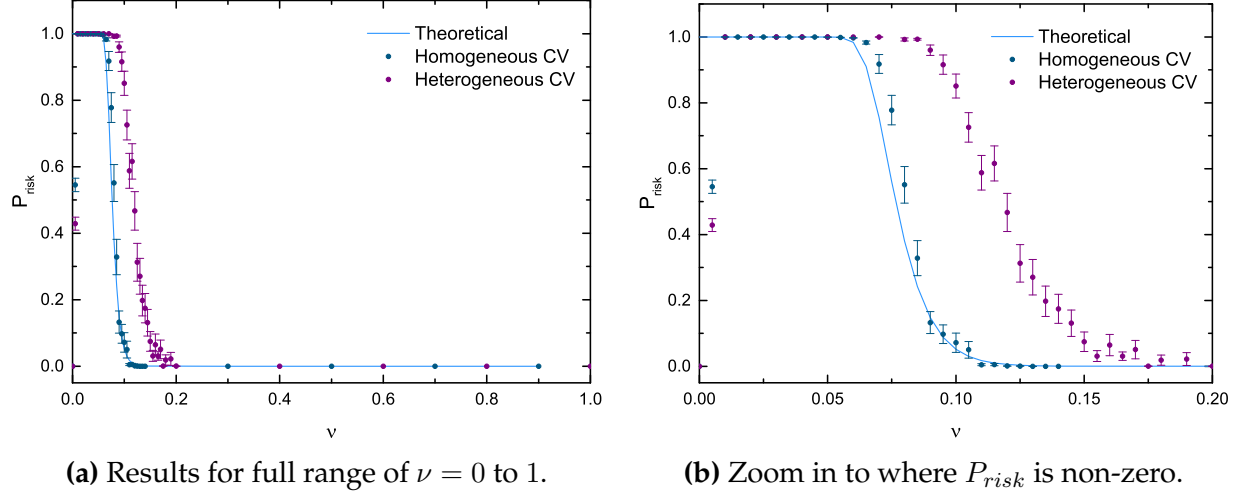 1.0
0.8
0.6
0.4
0.2
0.0
P_risk
0.0 0.2 0.4 0.6 0.8 1.0
ν
Theoretical
Homogeneous CV
Heterogeneous CV
(a) Results for full range of ν = 0 to 1.
1.0
0.8
0.6
0.4
0.2
0.0
P_risk
0.00 0.05 0.10 0.15 0.20
ν
Theoretical
Homogeneous CV
Heterogeneous CV
(b) Zoom in to where P_risk is non-zero.